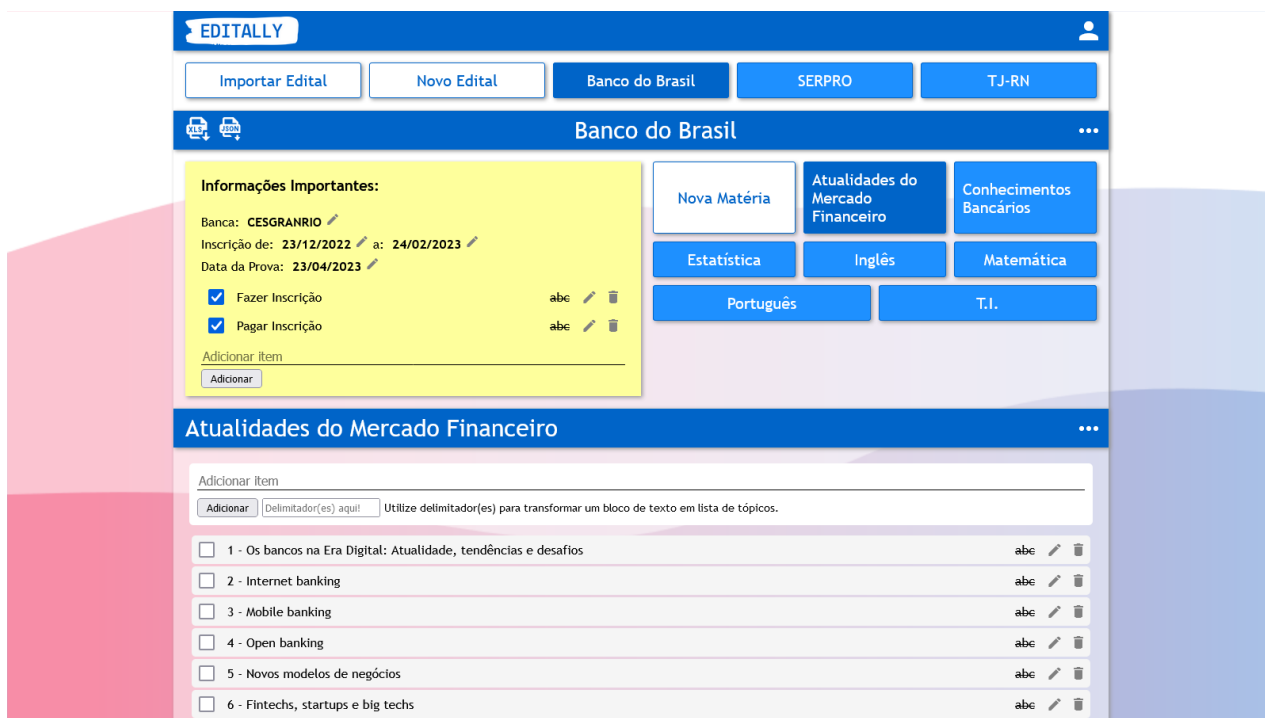 EDITALLY
Importar Edital
Novo Edital
Banco do Brasil
SERPRO
TJ-RN
XLS
JSON
Banco do Brasil
Informações Importantes:
Banca: CESGRANRIO
Inscrição de: 23/12/2022 a: 24/02/2023
Data da Prova: 23/04/2023
Fazer Inscrição
abc
Pagar Inscrição
abc
Adicionar item
Adicionar
Nova Matéria
Atualidades do
Mercado
Financeiro
Conhecimentos
Bancários
Estatística
Inglês
Matemática
Português
T.I.
Atualidades do Mercado Financeiro
Adicionar item
Adicionar
Delimitador(es) aqui!
Utilize delimitador(es) para transformar um bloco de texto em lista de tópicos.
1 - Os bancos na Era Digital: Atualidade, tendências e desafios
abc
2 - Internet banking
abc
3 - Mobile banking
abc
4 - Open banking
abc
5 - Novos modelos de negócios
abc
6 - Fintechs, startups e big techs
abc